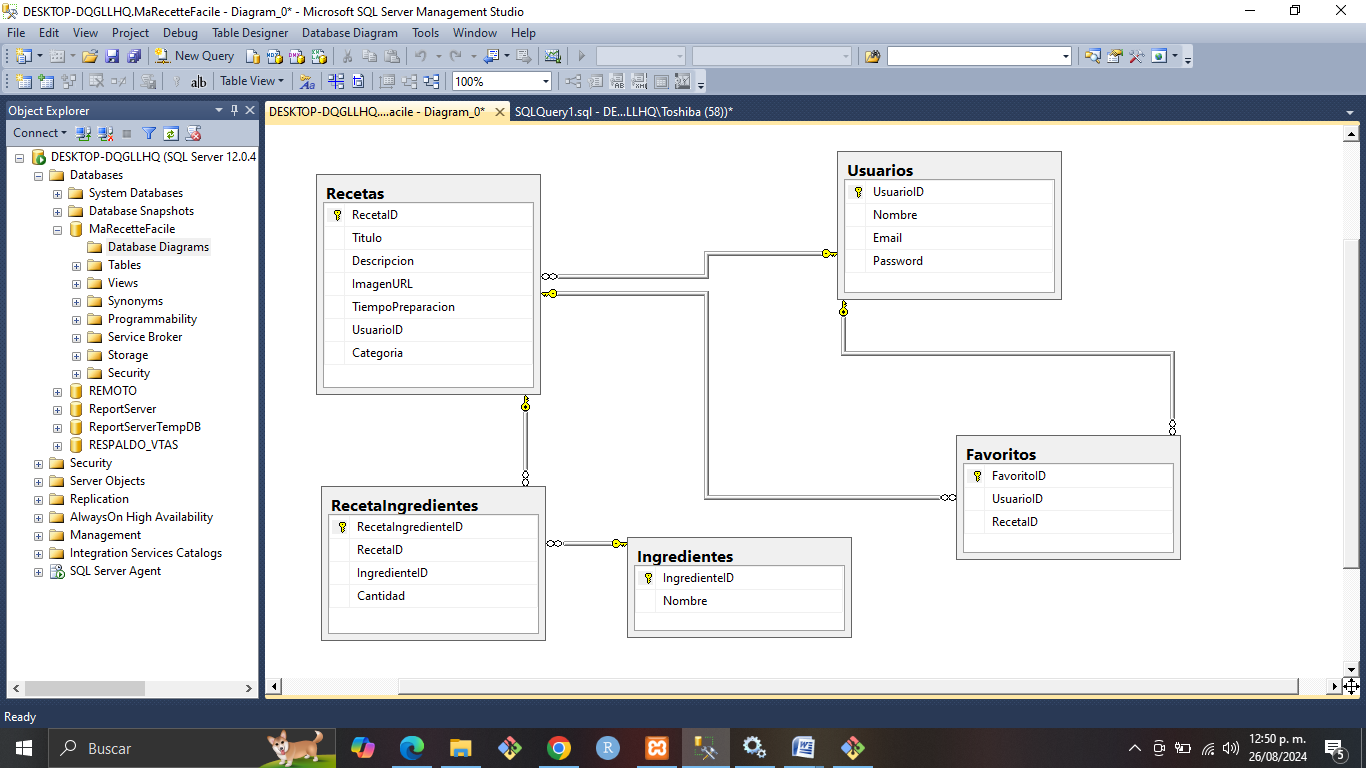 DESKTOP-DQGLLHQ.MaRecetteFacile - Diagram_0* - Microsoft SQL Server Management Studio
File Edit View Project Debug Table Designer Database Diagram Tools Window Help
New Query
ab Table View 100%
Object Explorer
Connect
DESKTOP-DQGLLHQ (SQL Server 12.0.4
Databases
System Databases
Database Snapshots
MaRecetteFacile
Database Diagrams
Tables
Views
Synonyms
Programmability
Service Broker
Storage
Security
REMOTO
ReportServer
ReportServerTempDB
RESPALDO_VTAS
Security
Server Objects
Replication
AlwaysOn High Availability
Management
Integration Services Catalogs
SQL Server Agent
DESKTOP-DQGLLHQ....acile - Diagram_0* SQLQuery1.sql - DE...LLHQ\Toshiba (58))*
Recetas
RecetaID
Titulo
Descripcion
ImagenURL
TiempoPreparacion
UsuarioID
Categoria
Usuarios
UsuarioID
Nombre
Email
Password
RecetaIngredientes
RecetaIngredienteID
RecetaID
IngredienteID
Cantidad
Ingredientes
IngredienteID
Nombre
Favoritos
FavoritoID
UsuarioID
RecetaID
Ready
Buscar
R
12:50 p. m.
26/08/2024
5